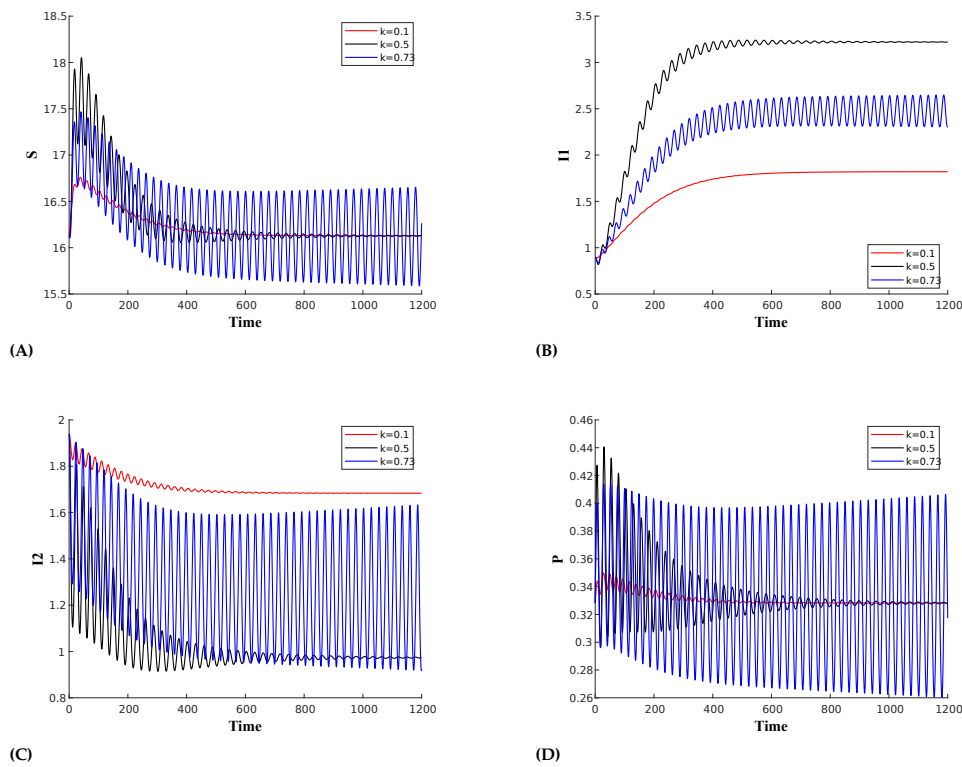 18.5
18
17.5
17
16.5
16
15.5
S
0 200 400 600 800 1000 1200
Time
k=0.1
k=0.5
k=0.73
(A)
3.5
3
2.5
2
1.5
1
0.5
I1
0 200 400 600 800 1000 1200
Time
k=0.1
k=0.5
k=0.73
(B)
2
1.8
1.6
1.4
1.2
1
0.8
I2
0 200 400 600 800 1000 1200
Time
k=0.1
k=0.5
k=0.73
(C)
0.46
0.44
0.42
0.4
0.38
0.36
0.34
0.32
0.3
0.28
0.26
P
0 200 400 600 800 1000 1200
Time
k=0.1
k=0.5
k=0.73
(D)